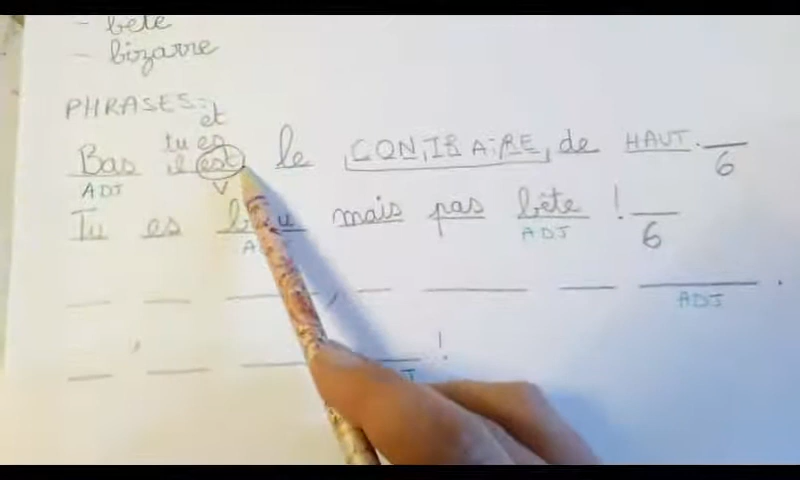 - bête
- bizarre
PHRASES:
et
tu es
Bas il est le CONTRAIRE de HAUT. 6
ADJ V
Tu es mais pas bête ! 6
ADJ
, ADJ .
' !